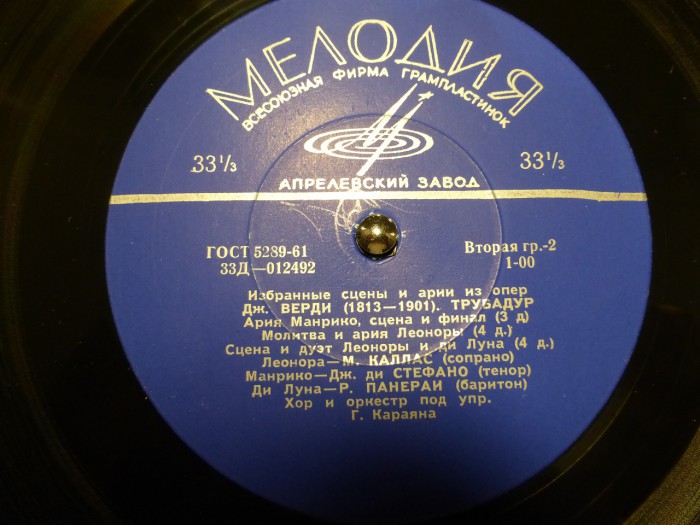 МЕЛОДИЯ
ВСЕСОЮЗНАЯ ФИРМА ГРАМПЛАСТИНОК
33⅓ 33⅓
АПРЕЛЕВСКИЙ ЗАВОД
ГОСТ 5289-61 Вторая гр.-2
33Д—012492 1-00
Избранные сцены и арии из опер
Дж. ВЕРДИ (1813—1901). ТРУБАДУР
Ария Манрико, сцена и финал (3 д)
Молитва и ария Леоноры (4 д.)
Сцена и дуэт Леоноры и ди Луна (4 д.)
Леонора—М. КАЛЛАС (сопрано)
Манрико—Дж. ди СТЕФАНО (тенор)
Ди Луна—Р. ПАНЕРАИ (баритон)
Хор и оркестр под упр.
Г. Караяна